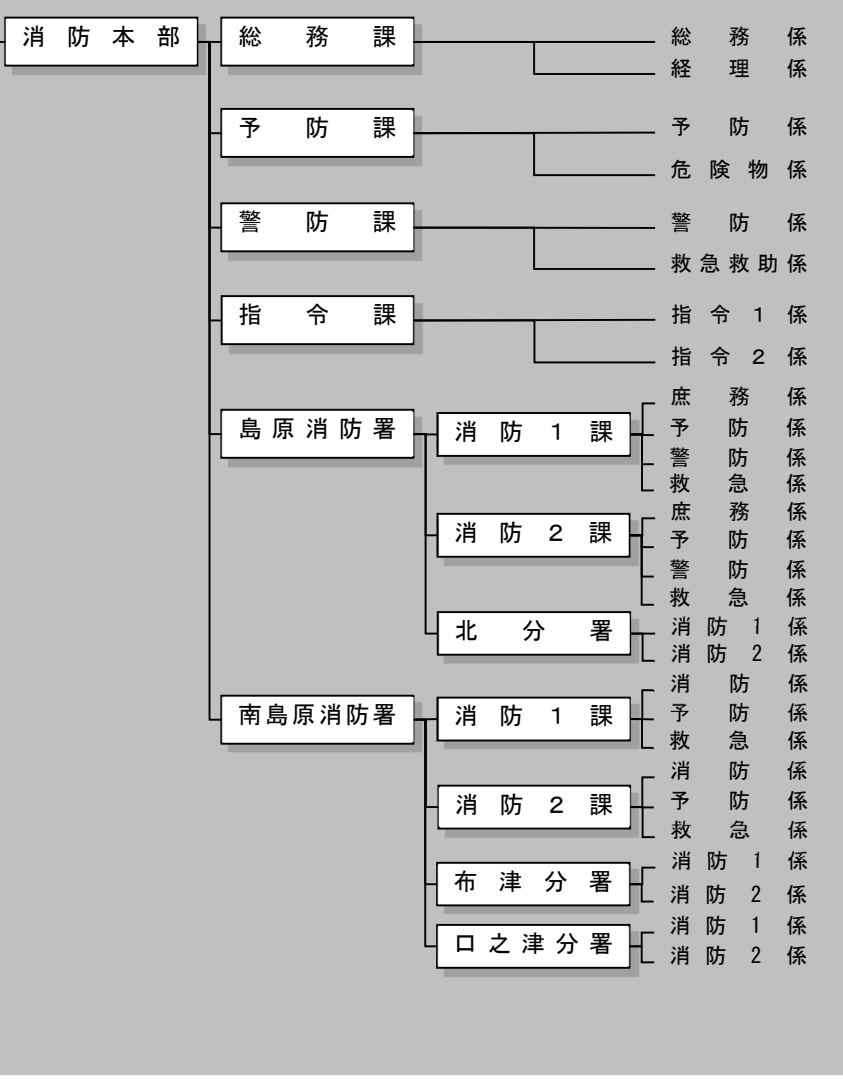 消防本部
総務課
総務係
経理係
予防課
予防係
危険物係
警防課
警防係
救急救助係
指令課
指令1係
指令2係
島原消防署
消防1課
庶務係
予防係
警防係
救急係
消防2課
庶務係
予防係
警防係
救急係
北分署
消防1係
消防2係
南島原消防署
消防1課
消防係
予防係
救急係
消防2課
消防係
予防係
救急係
布津分署
消防1係
消防2係
口之津分署
消防1係
消防2係